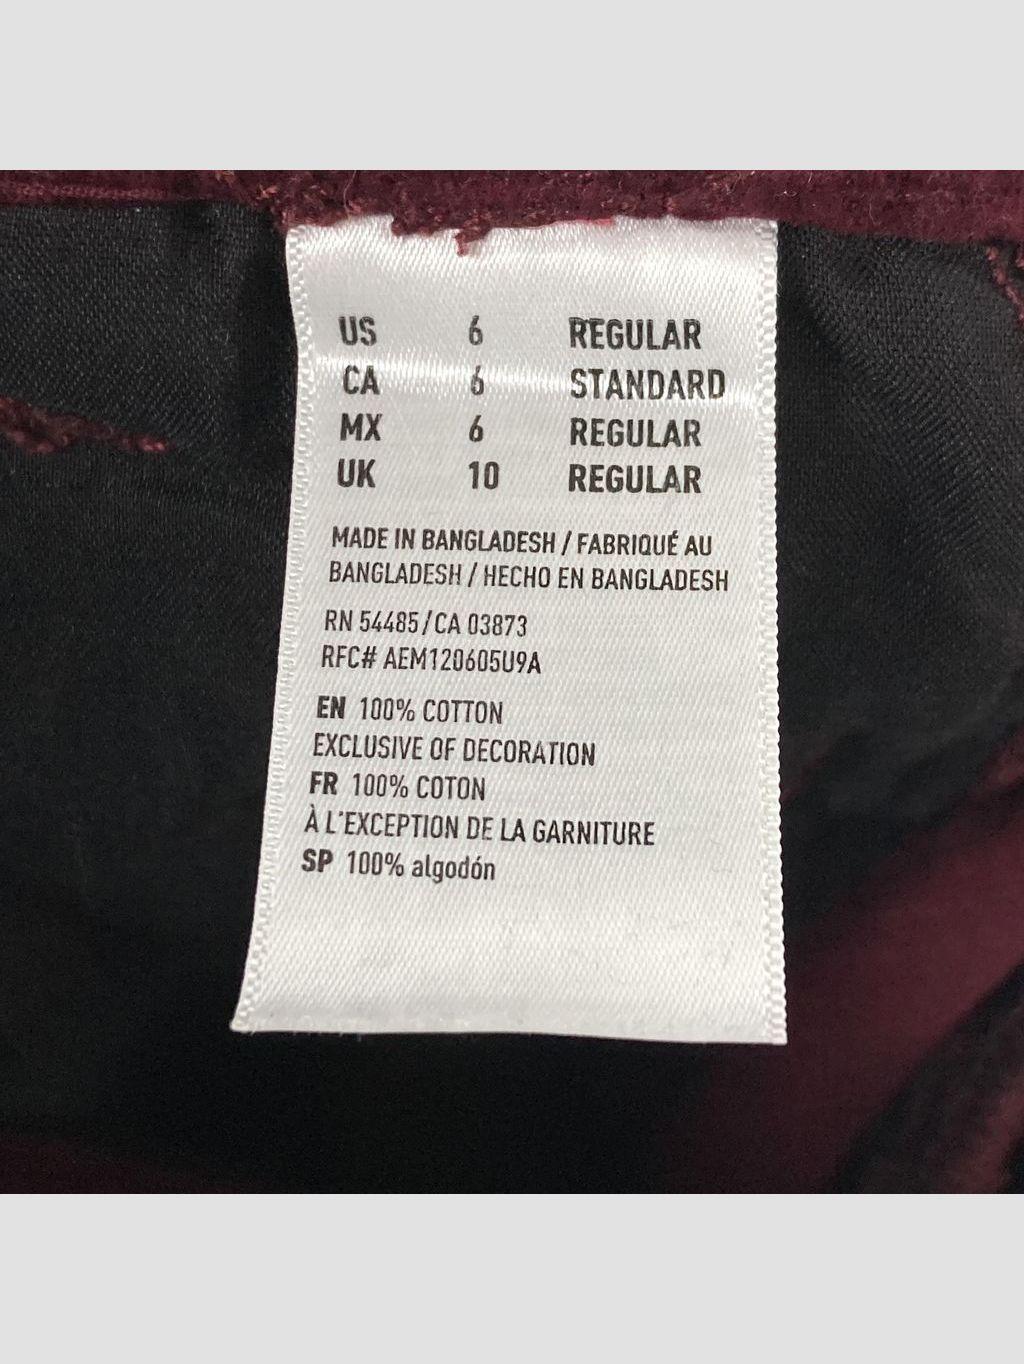 US 6 REGULAR
CA 6 STANDARD
MX 6 REGULAR
UK 10 REGULAR
MADE IN BANGLADESH / FABRIQUÉ AU
BANGLADESH / HECHO EN BANGLADESH
RN 54485/CA 03873
RFC# AEM120605U9A
EN 100% COTTON
EXCLUSIVE OF DECORATION
FR 100% COTON
À L'EXCEPTION DE LA GARNITURE
SP 100% algodón